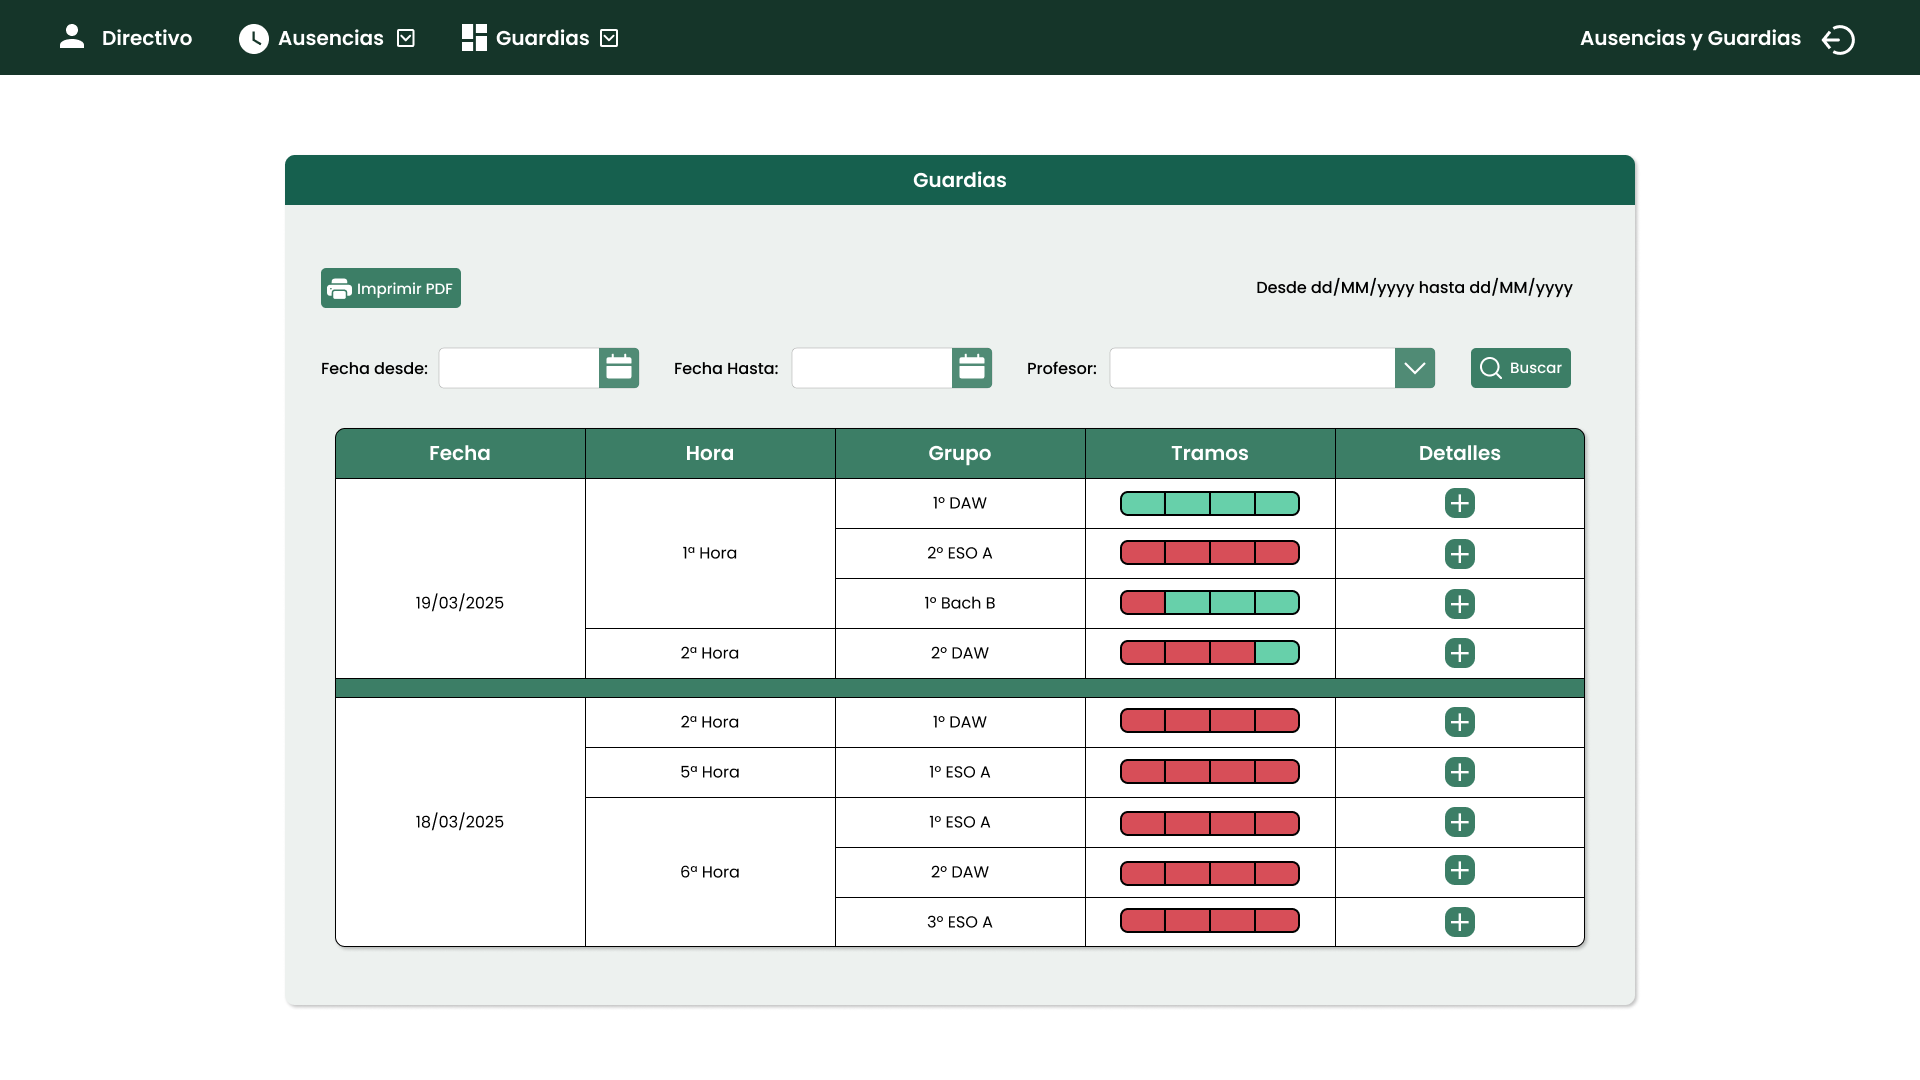 Directivo
Ausencias
Guardias
Ausencias y Guardias
Guardias
Imprimir PDF
Desde dd/MM/yyyy hasta dd/MM/yyyy
Fecha desde:
Fecha Hasta:
Profesor:
Buscar
Fecha
Hora
Grupo
Tramos
Detalles
19/03/2025
1ª Hora
1º DAW
2º ESO A
1º Bach B
2ª Hora
2º DAW
18/03/2025
2ª Hora
1º DAW
5ª Hora
1º ESO A
6ª Hora
1º ESO A
2º DAW
3º ESO A